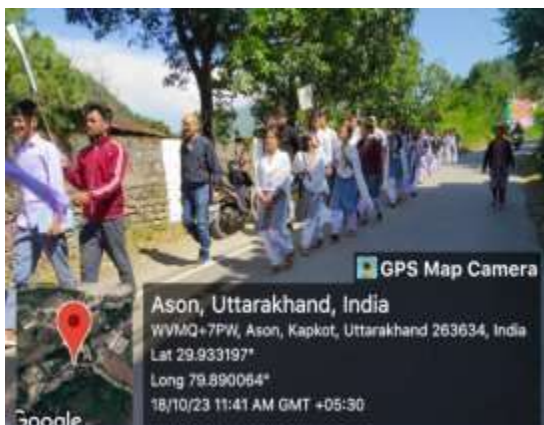 GPS Map Camera
Ason, Uttarakhand, India
WVMQ+7PW, Ason, Kapkot, Uttarakhand 263634, India
Lat 29.933197°
Long 79.890064°
18/10/23 11:41 AM GMT +05:30
Google